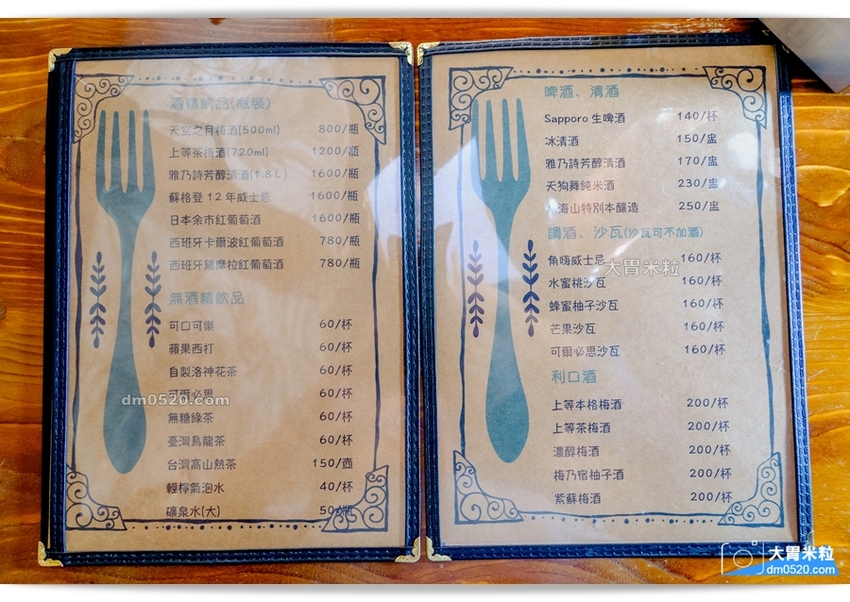 酒精飲品(瓶裝)
天空之月梅酒(500ml) 800/瓶
上等茶梅酒(720ml) 1200/瓶
雅乃詩芳醇清酒(1.8L) 1600/瓶
蘇格登12年威士忌 1600/瓶
日本余市紅葡萄酒 1600/瓶
西班牙卡爾波紅葡萄酒 780/瓶
西班牙黛摩拉紅葡萄酒 780/瓶
無酒精飲品
可口可樂 60/杯
蘋果西打 60/杯
自製洛神花茶 60/杯
可爾必思 60/杯
無糖綠茶 60/杯
臺灣烏龍茶 60/杯
台灣高山熱茶 150/壺
輕檸氣泡水 40/杯
礦泉水(大) 50/瓶
dm0520.com
啤酒、清酒
Sapporo 生啤酒 140/杯
冰清酒 150/盅
雅乃詩芳醇清酒 170/盅
天狗舞純米酒 230/盅
海山特別本釀造 250/盅
調酒、沙瓦(沙瓦可不加酒)
角嗨威士忌 160/杯
水蜜桃沙瓦 160/杯
蜂蜜柚子沙瓦 160/杯
芒果沙瓦 160/杯
可爾必思沙瓦 160/杯
利口酒
上等本格梅酒 200/杯
上等茶梅酒 200/杯
濃醇梅酒 200/杯
梅乃宿柚子酒 200/杯
紫蘇梅酒 200/杯
大胃米粒
大胃米粒
dm0520.com